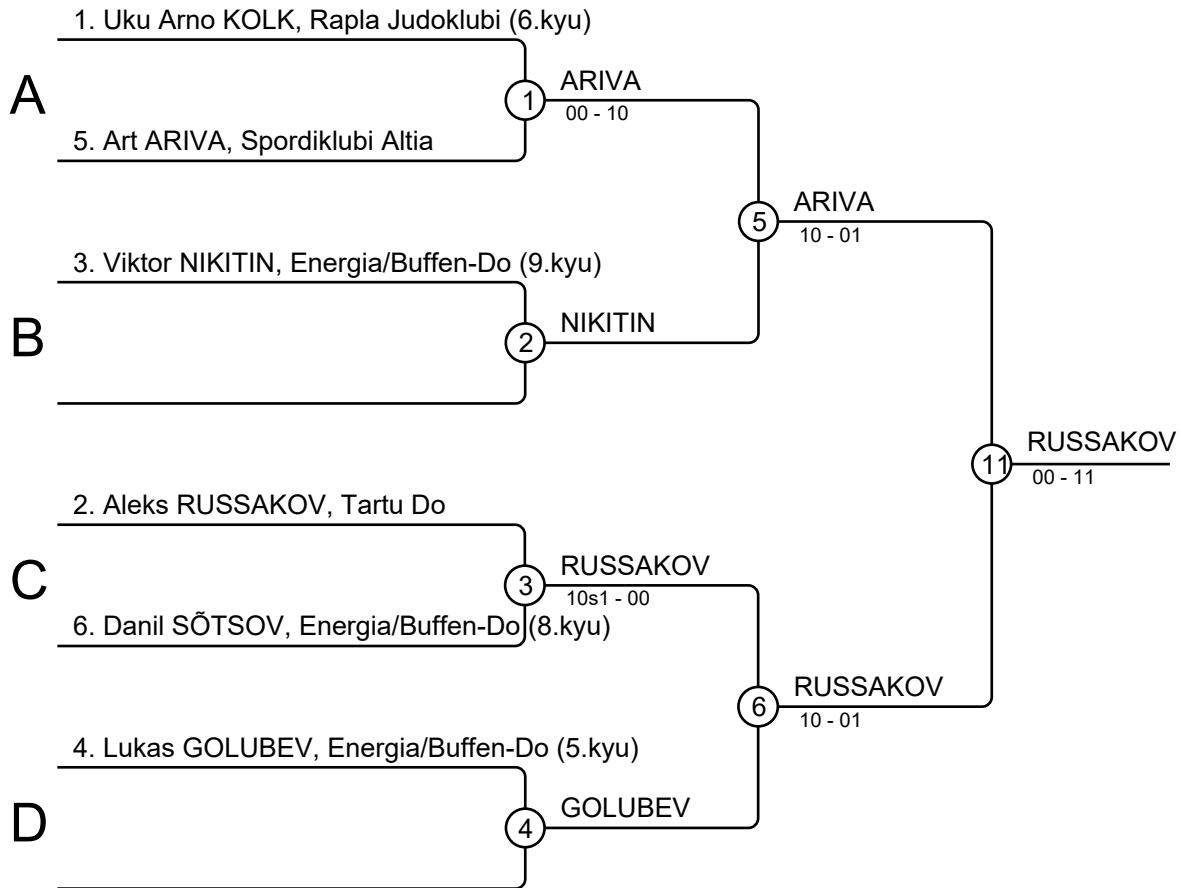 1. Uku Arno KOLK, Rapla Judoklubi (6.kyu)
A
1
ARIVA
00 - 10
5. Art ARIVA, Spordiklubi Altia
5
ARIVA
10 - 01
3. Viktor NIKITIN, Energia/Buffen-Do (9.kyu)
B
2
NIKITIN
11
RUSSAKOV
00 - 11
2. Aleks RUSSAKOV, Tartu Do
C
3
RUSSAKOV
10s1 - 00
6. Danil SÕTSOV, Energia/Buffen-Do (8.kyu)
6
RUSSAKOV
10 - 01
4. Lukas GOLUBEV, Energia/Buffen-Do (5.kyu)
D
4
GOLUBEV